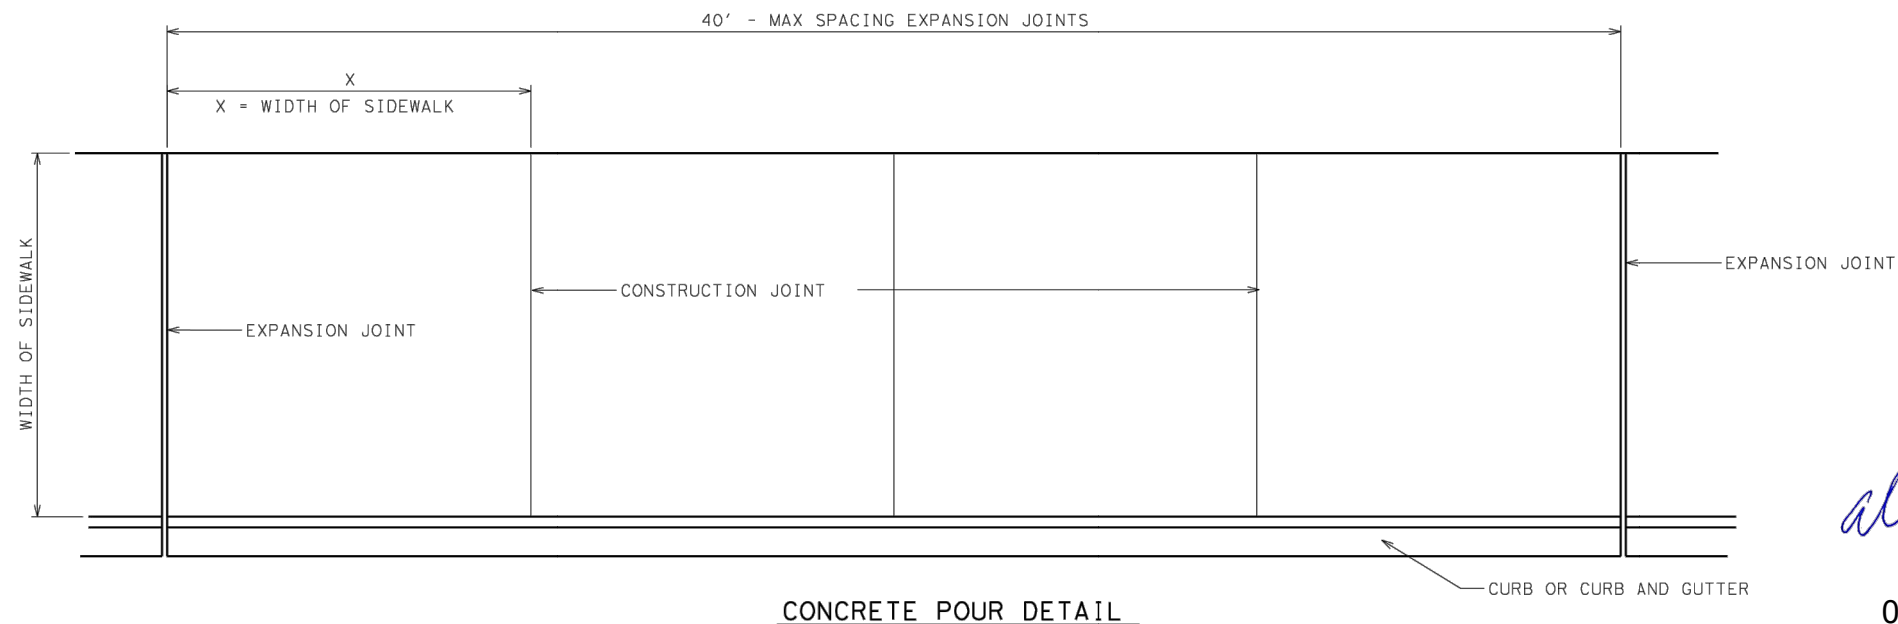 40' - MAX SPACING EXPANSION JOINTS
X
X = WIDTH OF SIDEWALK
WIDTH OF SIDEWALK
EXPANSION JOINT
CONSTRUCTION JOINT
EXPANSION JOINT
CURB OR CURB AND GUTTER
CONCRETE POUR DETAIL
0